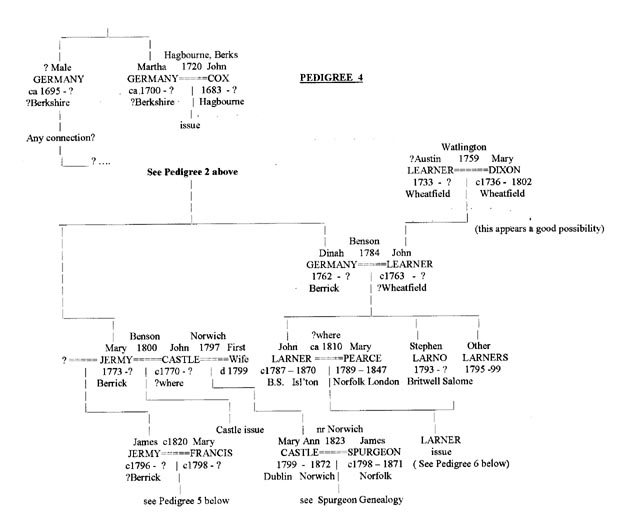 Hagbourne, Berks
? Male Martha 1720 John
GERMANY GERMANY=====COX
ca 1695 - ? ca 1700 - ? | 1683 - ?
?Berkshire ?Berkshire | Hagbourne
issue
PEDIGREE 4
Any connection?
? ....
See Pedigree 2 above
Watlington
?Austin 1759 Mary
LEARNER=====DIXON
1733 - ? | c1736 - 1802
Wheatfield | Wheatfield
(this appears a good possibility)
Benson
Dinah 1784 John
GERMANY=====LEARNER
1762 - ? | c1763 - ?
Berrick | ?Wheatfield
Benson Norwich ?where
Mary 1800 John 1797 First John ca 1810 Mary Stephen Other
? =====JERMY=====CASTLE=====Wife LARNER=====PEARCE LARNO LARNERS
1773 -? c1770 - ? d 1799 c1787 – 1870 | 1789 – 1847 1793 - ? 1795 -99
Berrick ?where B.S. Isl'ton | Norfolk London Britwell Salome
Castle issue nr Norwich
James c1820 Mary Mary Ann 1823 James LARNER
JERMY=====FRANCIS CASTLE=====SPURGEON issue
c1796 - ? | c1798 - ? 1799 - 1872 | c1798 – 1871 ( See Pedigree 6 below)
?Berrick | Dublin Norwich | Norfolk
see Pedigree 5 below see Spurgeon Genealogy